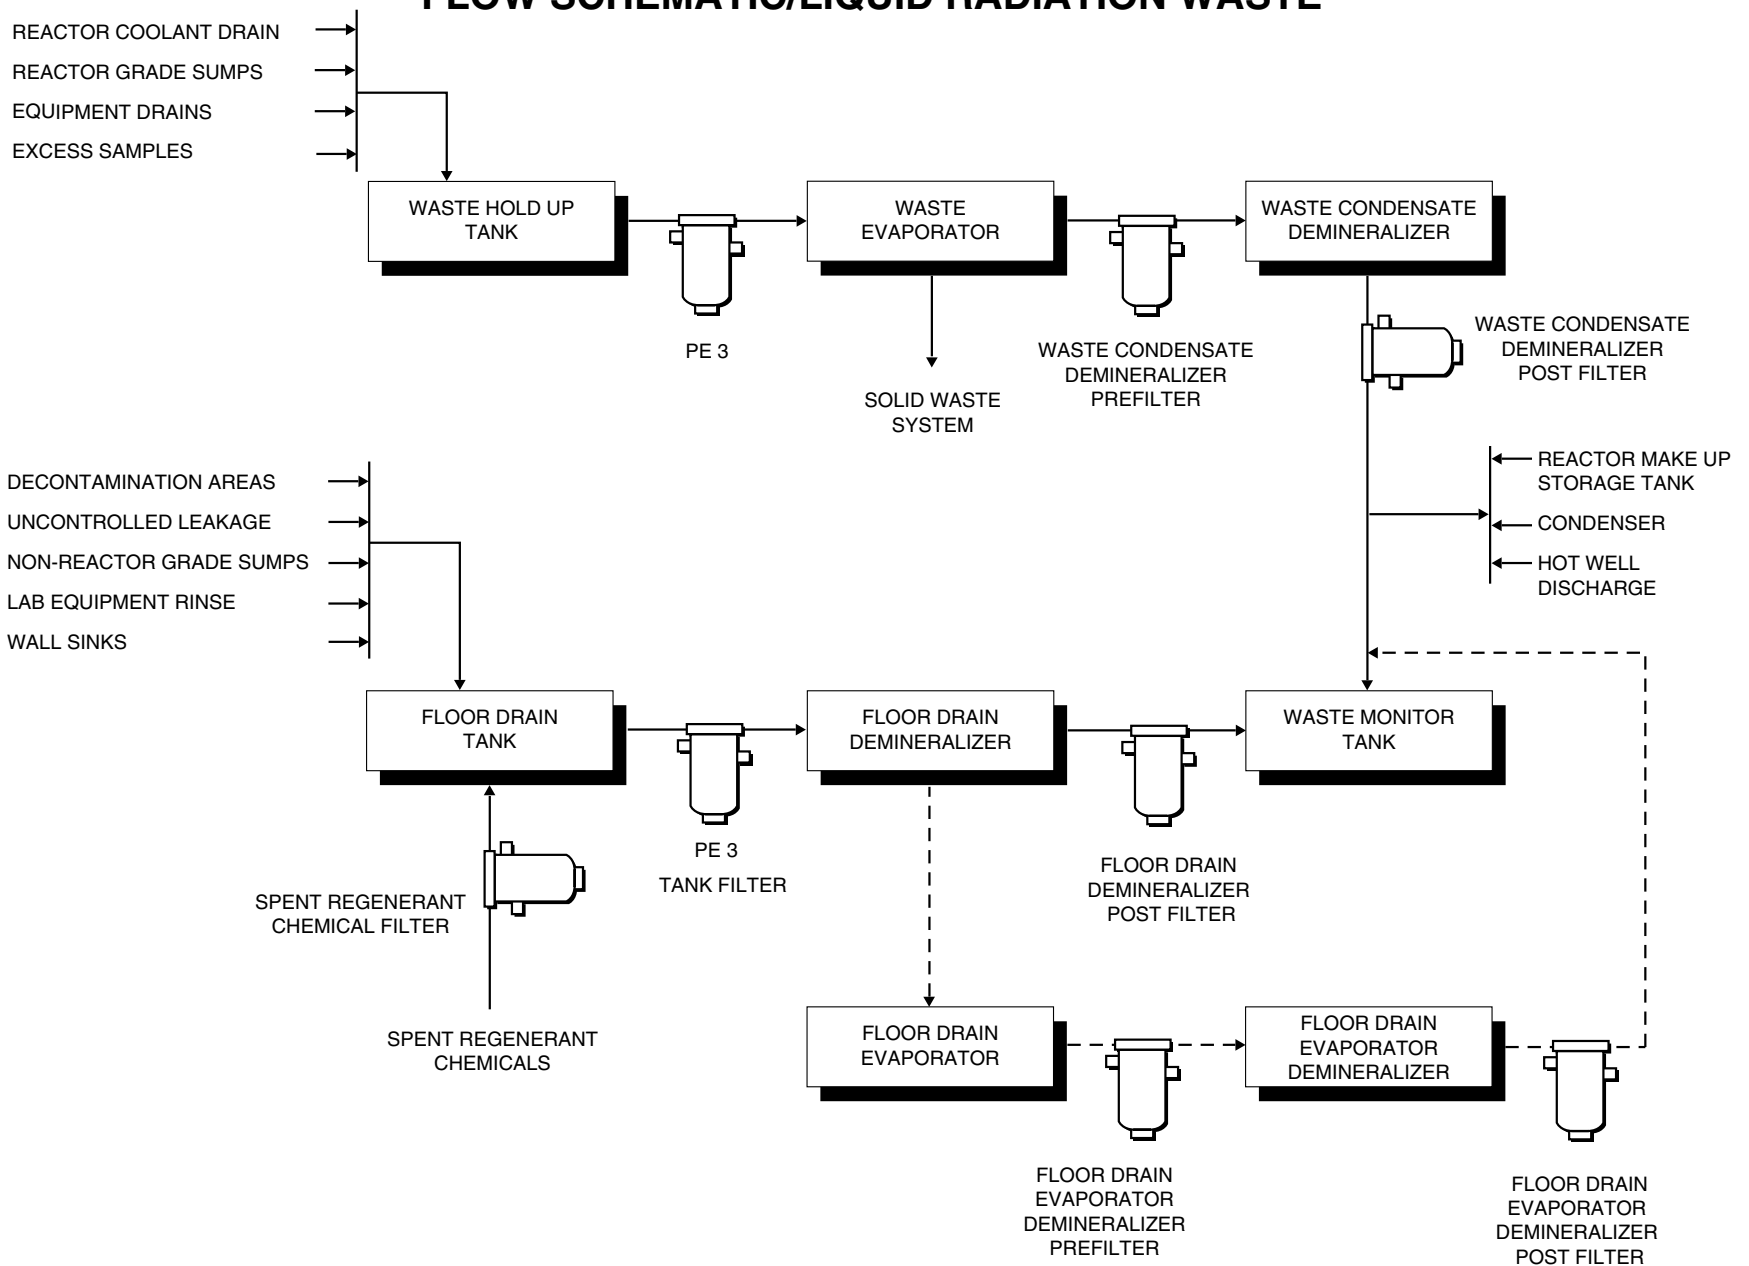 FLOW SCHEMATIC/LIQUID RADIATION WASTE
REACTOR COOLANT DRAIN
REACTOR GRADE SUMPS
EQUIPMENT DRAINS
EXCESS SAMPLES
WASTE HOLD UP
TANK
WASTE
EVAPORATOR
WASTE CONDENSATE
DEMINERALIZER
PE 3
SOLID WASTE
SYSTEM
WASTE CONDENSATE
DEMINERALIZER
PREFILTER
WASTE CONDENSATE
DEMINERALIZER
POST FILTER
REACTOR MAKE UP
STORAGE TANK
CONDENSER
HOT WELL
DISCHARGE
DECONTAMINATION AREAS
UNCONTROLLED LEAKAGE
NON-REACTOR GRADE SUMPS
LAB EQUIPMENT RINSE
WALL SINKS
FLOOR DRAIN
TANK
FLOOR DRAIN
DEMINERALIZER
WASTE MONITOR
TANK
PE 3
TANK FILTER
FLOOR DRAIN
DEMINERALIZER
POST FILTER
SPENT REGENERANT
CHEMICAL FILTER
SPENT REGENERANT
CHEMICALS
FLOOR DRAIN
EVAPORATOR
FLOOR DRAIN
EVAPORATOR
DEMINERALIZER
FLOOR DRAIN
EVAPORATOR
DEMINERALIZER
PREFILTER
FLOOR DRAIN
EVAPORATOR
DEMINERALIZER
POST FILTER